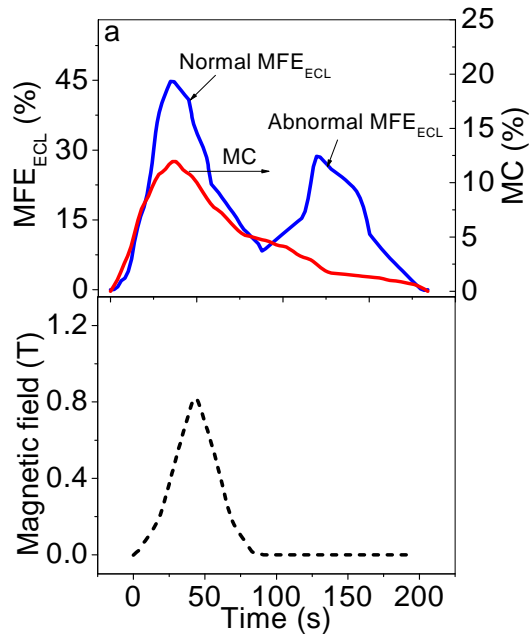 a
Normal MFE_ECL
Abnormal MFE_ECL
MC
MFE_ECL (%)
45
30
15
0
MC (%)
25
20
15
10
5
0
Magnetic field (T)
1.2
0.8
0.4
0.0
0 50 100 150 200
Time (s)